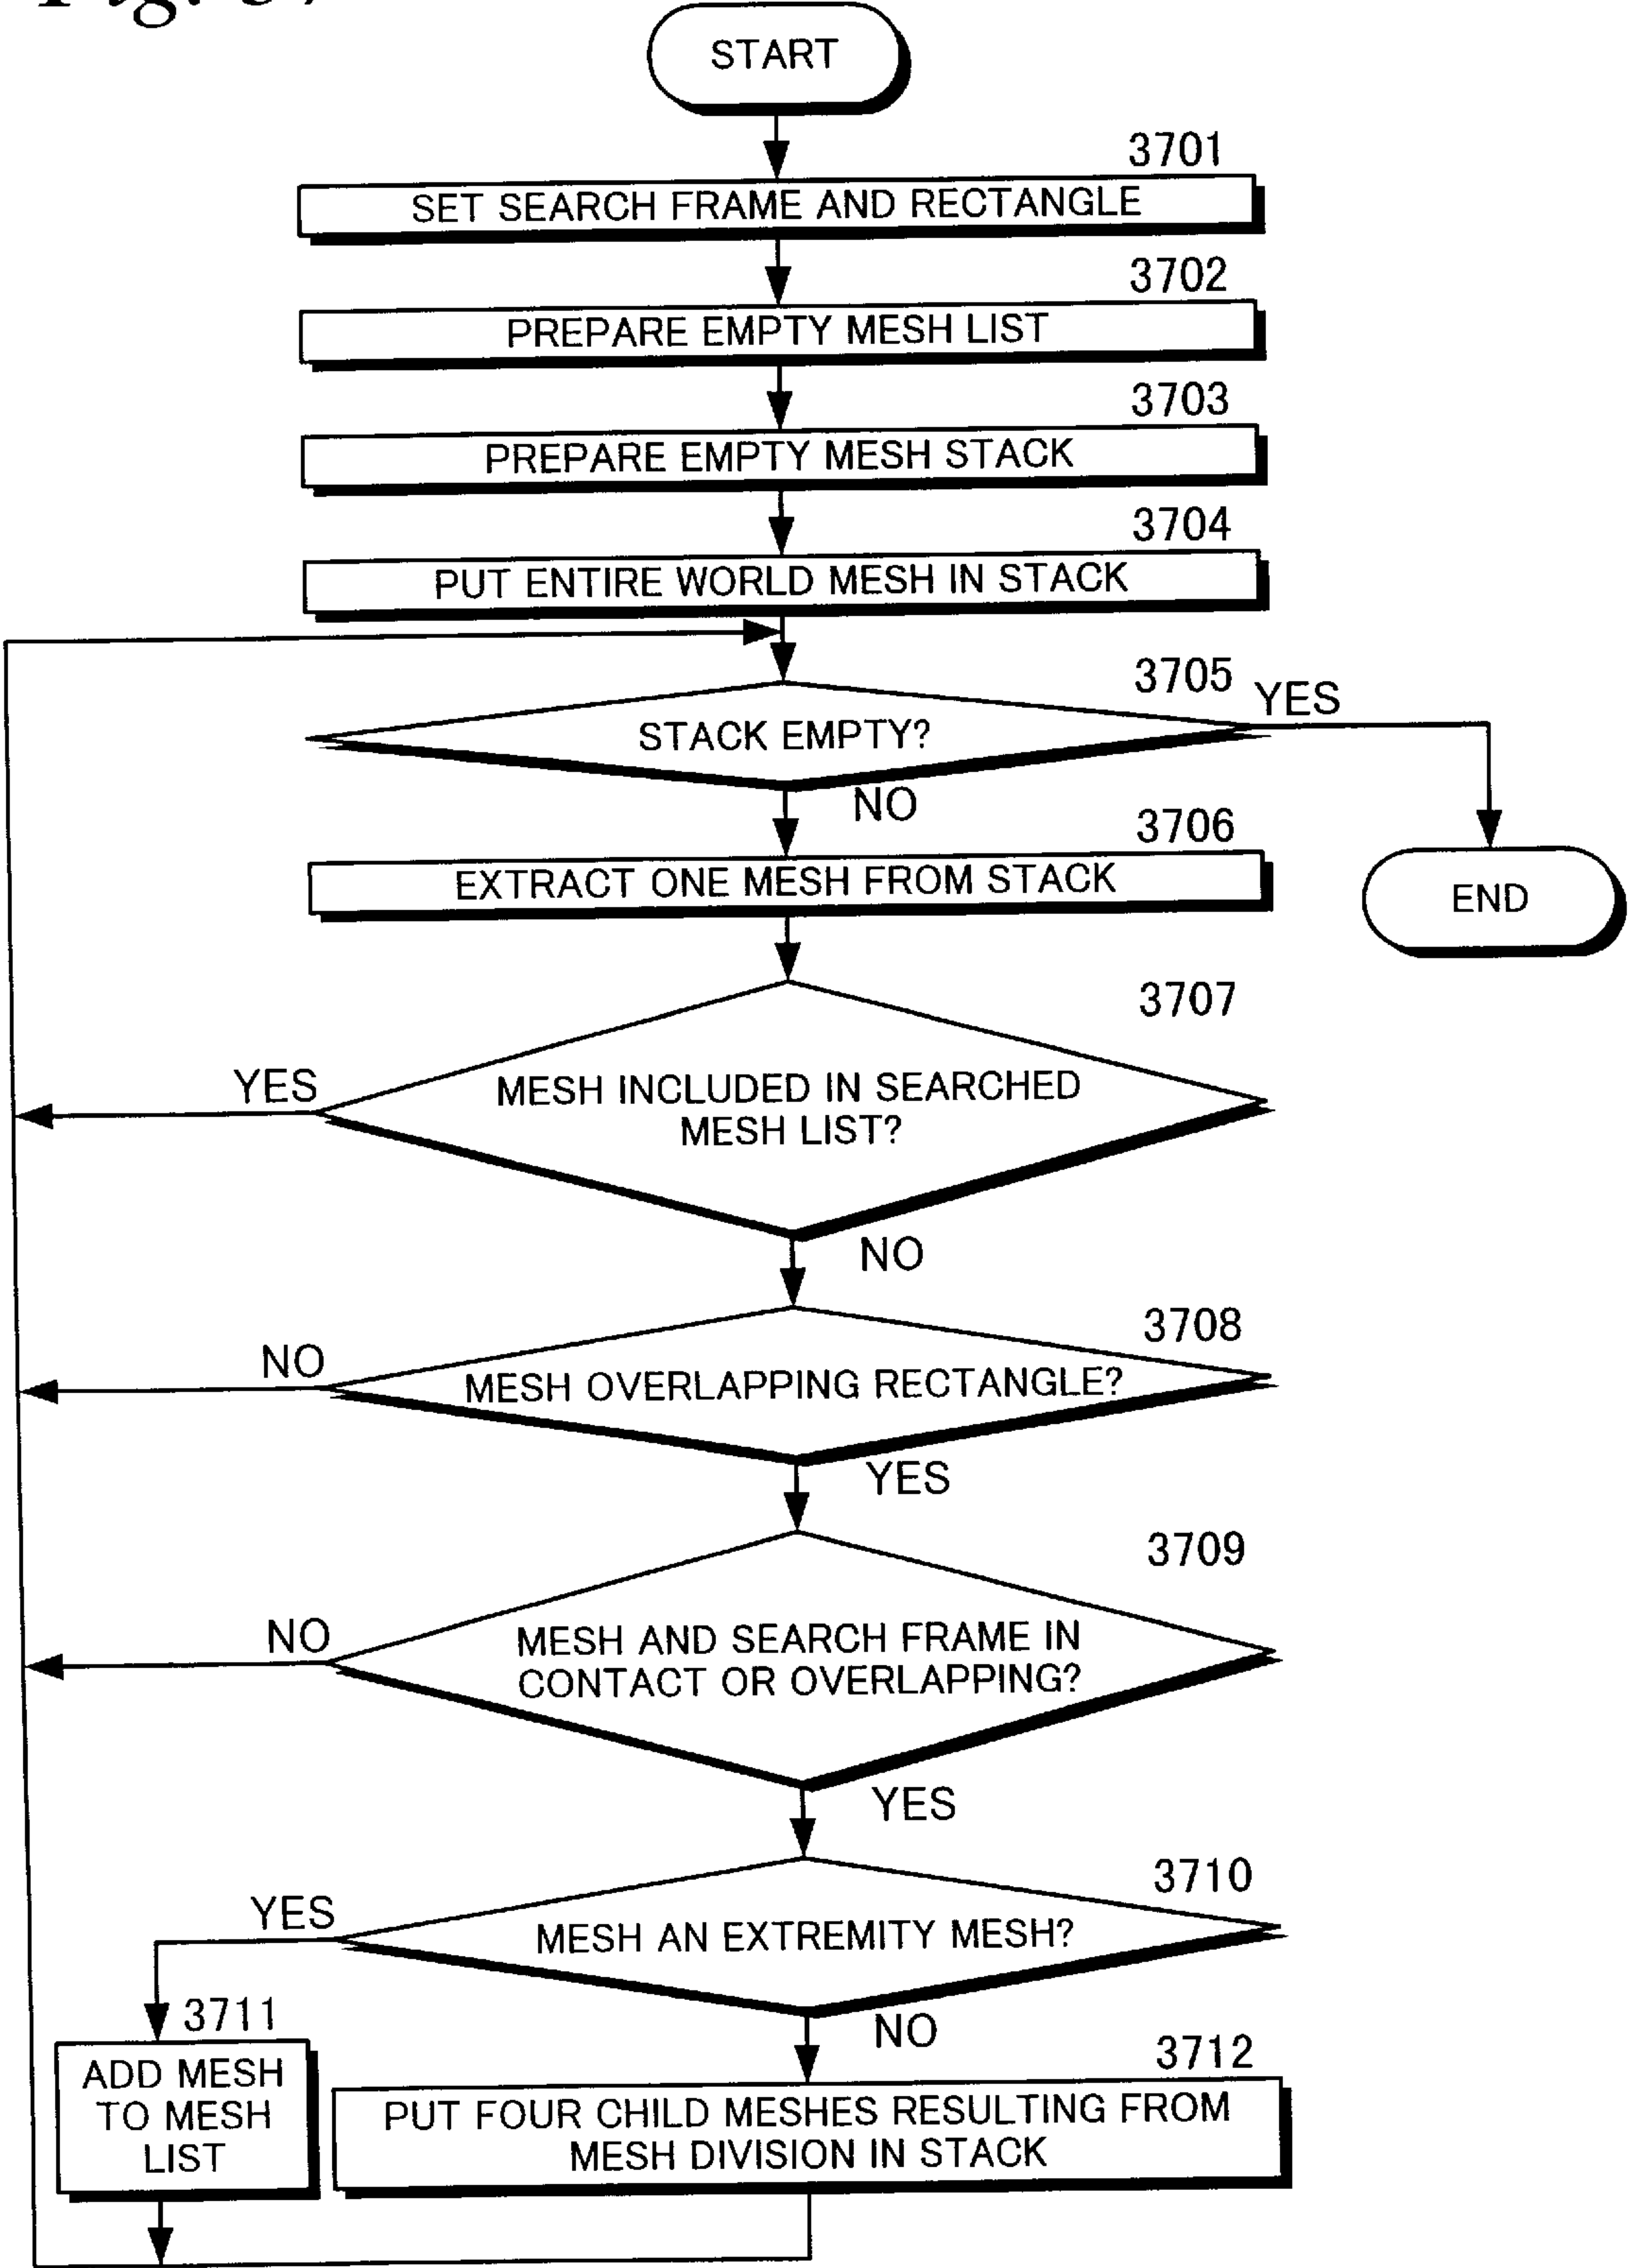 START
3701
SET SEARCH FRAME AND RECTANGLE
3702
PREPARE EMPTY MESH LIST
3703
PREPARE EMPTY MESH STACK
3704
PUT ENTIRE WORLD MESH IN STACK
3705
YES
STACK EMPTY?
NO
3706
EXTRACT ONE MESH FROM STACK
END
3707
YES
MESH INCLUDED IN SEARCHED
MESH LIST?
NO
3708
NO
MESH OVERLAPPING RECTANGLE?
YES
3709
NO
MESH AND SEARCH FRAME IN
CONTACT OR OVERLAPPING?
YES
3710
YES
MESH AN EXTREMITY MESH?
3711
NO
ADD MESH
TO MESH
LIST
3712
PUT FOUR CHILD MESHES RESULTING FROM
MESH DIVISION IN STACK